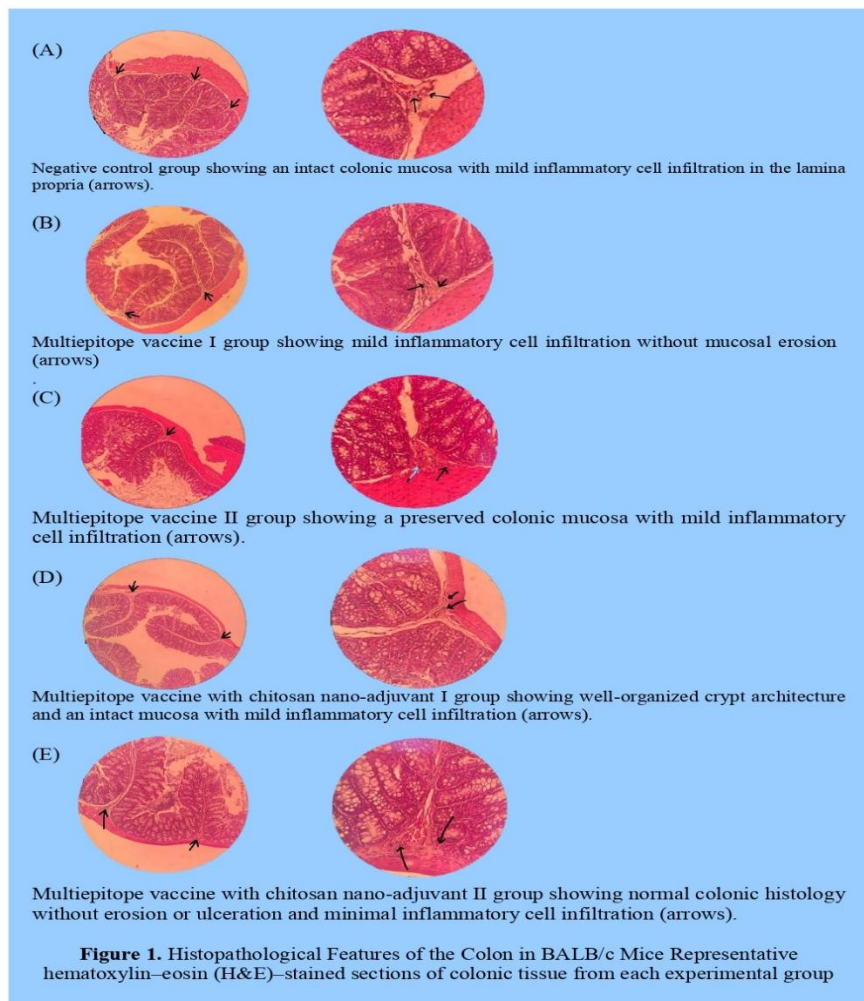 (A)
Negative control group showing an intact colonic mucosa with mild inflammatory cell infiltration in the lamina
propria (arrows).
(B)
Multiepitope vaccine I group showing mild inflammatory cell infiltration without mucosal erosion
(arrows)
.
(C)
Multiepitope vaccine II group showing a preserved colonic mucosa with mild inflammatory
cell infiltration (arrows).
(D)
Multiepitope vaccine with chitosan nano-adjuvant I group showing well-organized crypt architecture
and an intact mucosa with mild inflammatory cell infiltration (arrows).
(E)
Multiepitope vaccine with chitosan nano-adjuvant II group showing normal colonic histology
without erosion or ulceration and minimal inflammatory cell infiltration (arrows).
Figure 1. Histopathological Features of the Colon in BALB/c Mice Representative
hematoxylin–eosin (H&E)–stained sections of colonic tissue from each experimental group